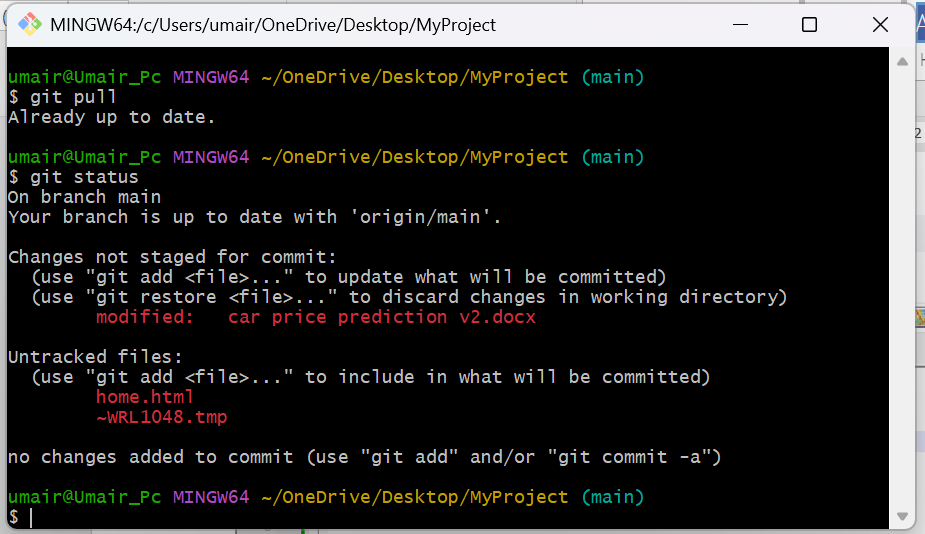 MINGW64:/c/Users/umair/OneDrive/Desktop/MyProject
umair@Umair_Pc MINGW64 ~/OneDrive/Desktop/MyProject (main)
$ git pull
Already up to date.
umair@Umair_Pc MINGW64 ~/OneDrive/Desktop/MyProject (main)
$ git status
On branch main
Your branch is up to date with 'origin/main'.
Changes not staged for commit:
  (use "git add <file>..." to update what will be committed)
  (use "git restore <file>..." to discard changes in working directory)
        modified:   car price prediction v2.docx
Untracked files:
  (use "git add <file>..." to include in what will be committed)
        home.html
        ~WRL1048.tmp
no changes added to commit (use "git add" and/or "git commit -a")
umair@Umair_Pc MINGW64 ~/OneDrive/Desktop/MyProject (main)
$